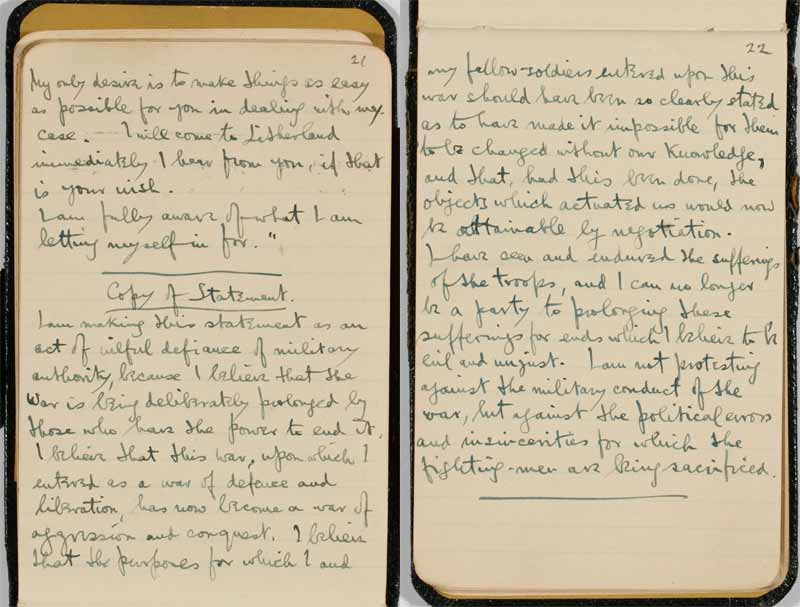 21
My only desire is to make things as easy
as possible for you in dealing with my
case. — I will come to Litherland
immediately I hear from you, if that
is your wish.
I am fully aware of what I am
letting myself in for."
Copy of Statement.
I am making this statement as an
act of wilful defiance of military
authority, because I believe that the
war is being deliberately prolonged by
those who have the power to end it.
I believe that this war, upon which I
entered as a war of defence and
liberation, has now become a war of
aggression and conquest. I believe
that the purposes for which I and
22
my fellow-soldiers entered upon this
war should have been so clearly stated
as to have made it impossible for them
to be changed without our knowledge,
and that, had this been done, the
objects which actuated us would now
be attainable by negotiation.
I have seen and endured the sufferings
of the troops, and I can no longer
be a party to prolonging these
sufferings for ends which I believe to be
evil and unjust. I am not protesting
against the military conduct of the
war, but against the political errors
and insincerities for which the
fighting-men are being sacrificed.